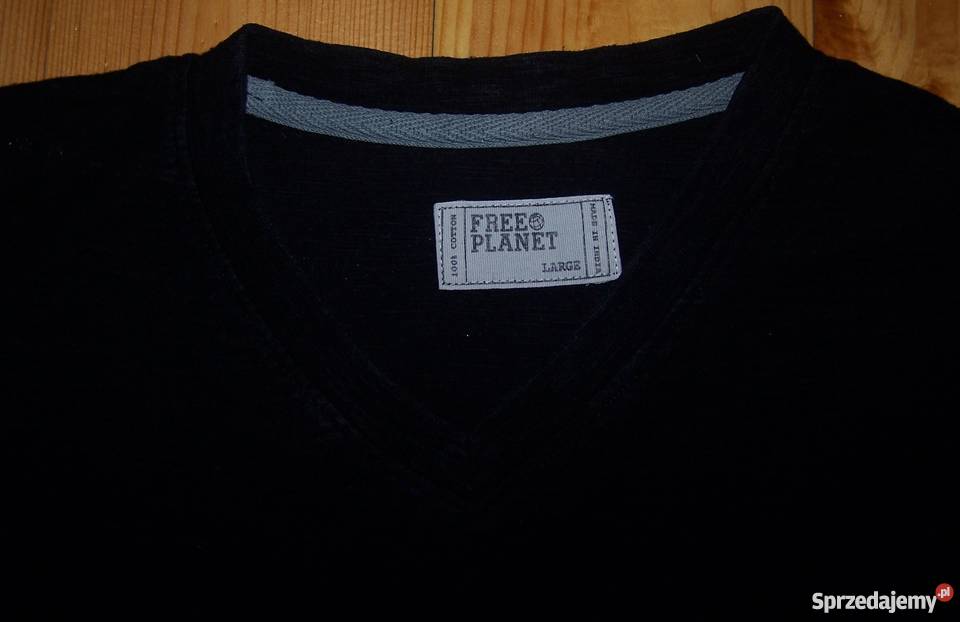 100% COTTON
FREE
PLANET
LARGE
MADE IN INDIA
Sprzedajemy.pl